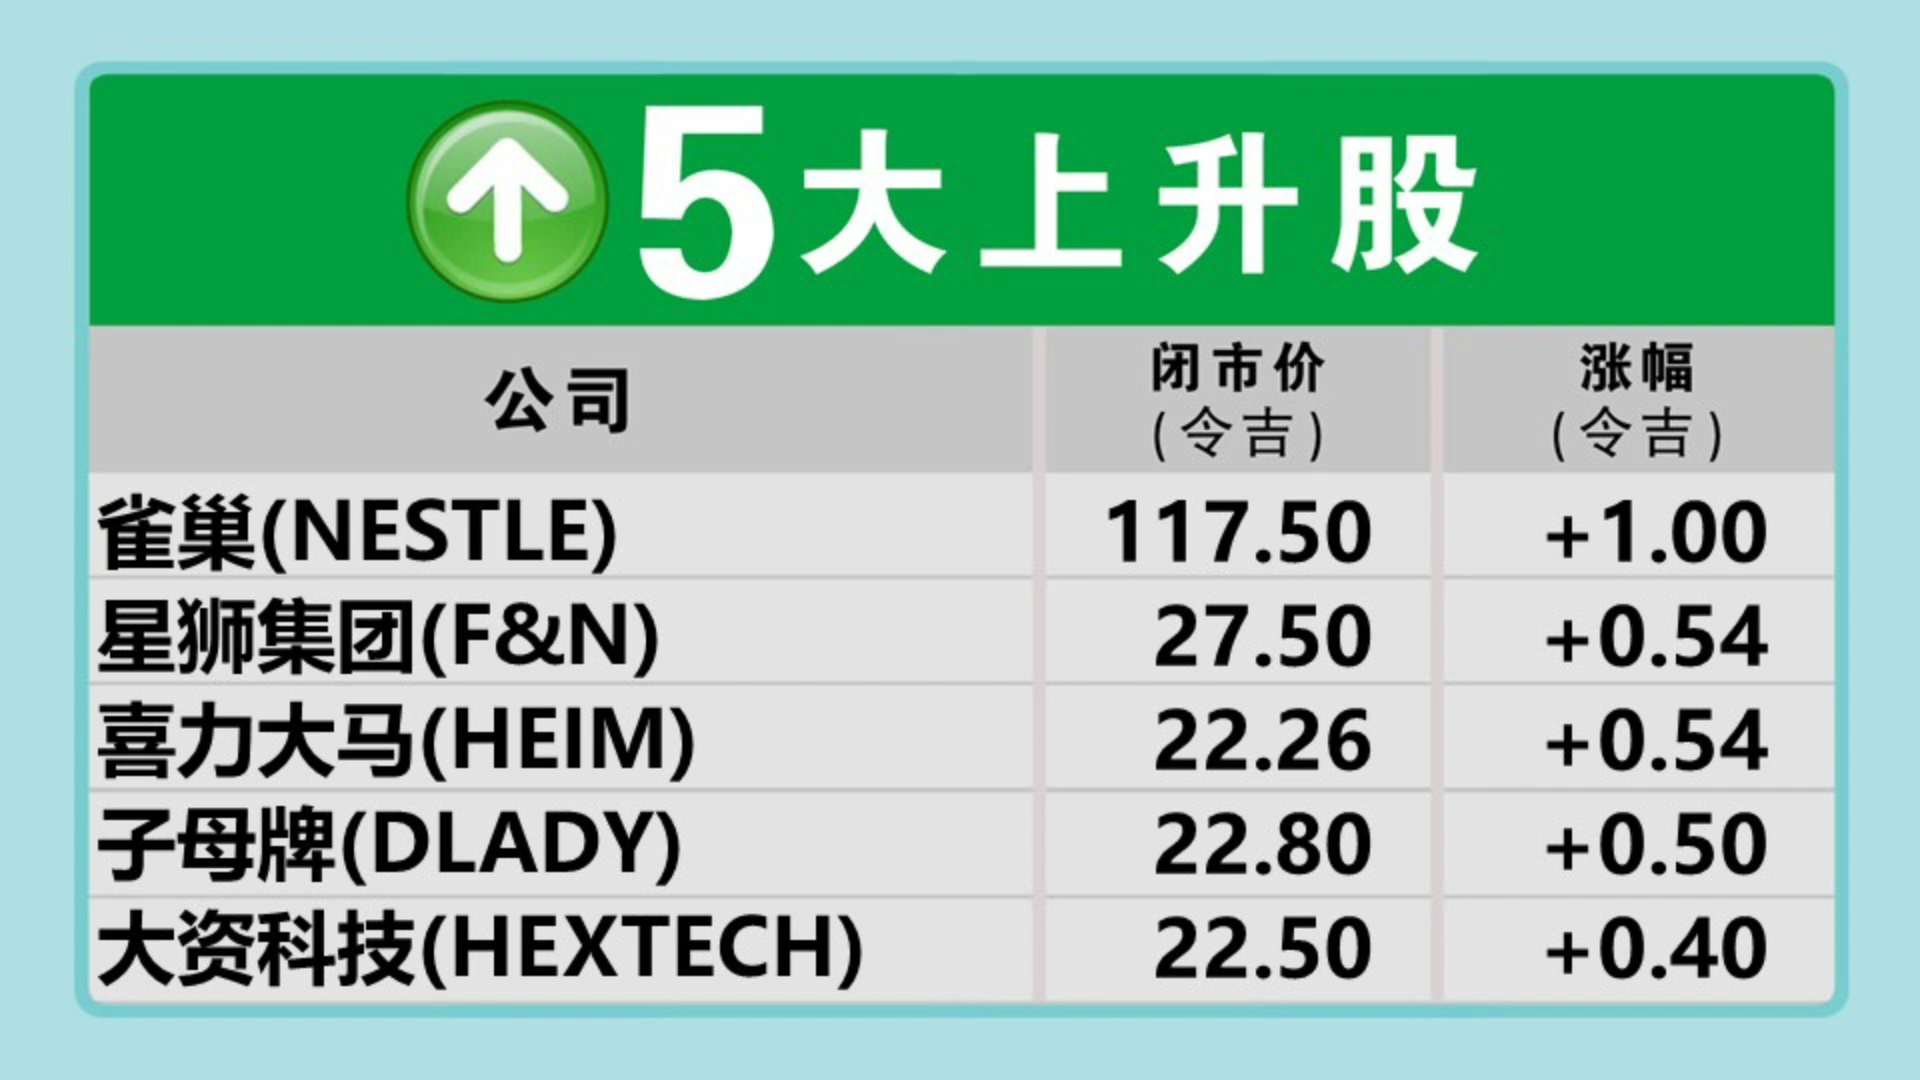 5大上升股
公司 闭市价 (令吉) 涨幅 (令吉)
雀巢(NESTLE) 117.50 +1.00
星狮集团(F&N) 27.50 +0.54
喜力大马(HEIM) 22.26 +0.54
子母牌(DLADY) 22.80 +0.50
大资科技(HEXTECH) 22.50 +0.40